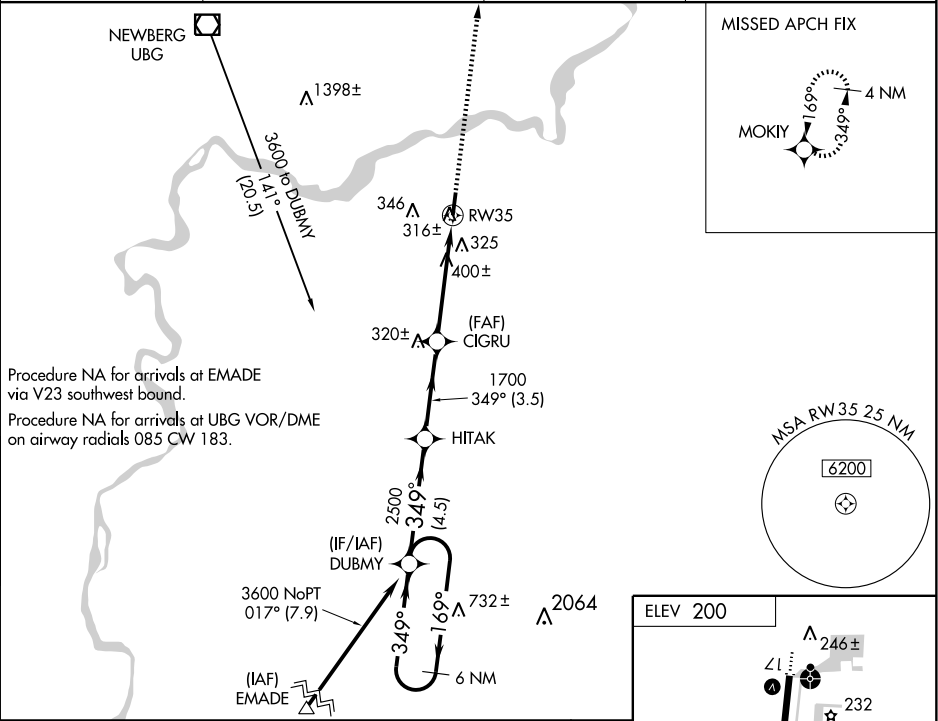 NEWBERG
UBG
1398±
3600 to DUBMY
141°
(20.5)
MISSED APCH FIX
169°
349°
4 NM
MOKIY
346
316±
RW35
325
400±
320±
(FAF)
CIGRU
Procedure NA for arrivals at EMADE
via V23 southwest bound.
Procedure NA for arrivals at UBG VOR/DME
on airway radials 085 CW 183.
1700
349° (3.5)
HITAK
MSA RW35 25 NM
6200
2500
349°
(4.5)
(IF/IAF)
DUBMY
3600 NoPT
017° (7.9)
349°
169°
732±
2064
6 NM
(IAF)
EMADE
ELEV 200
246±
17
V
232